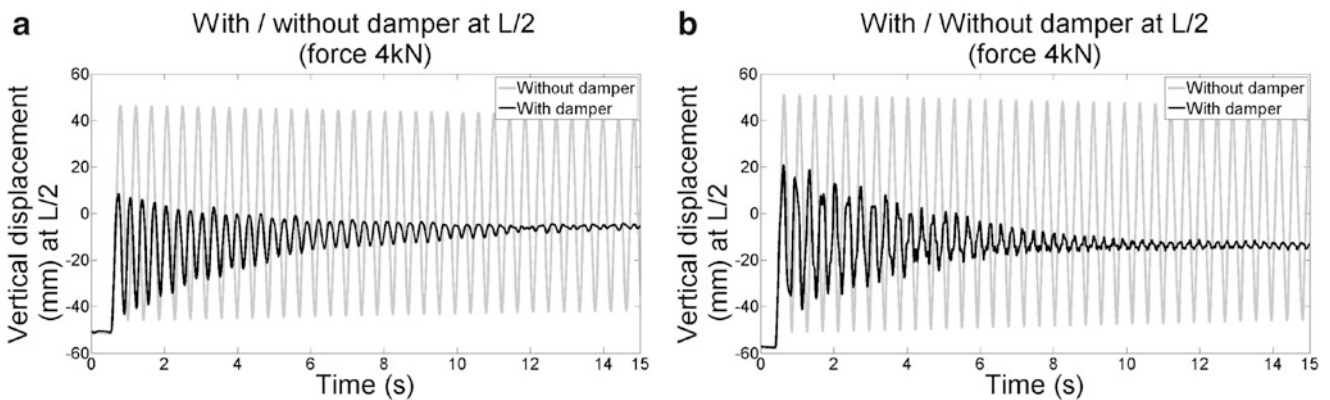 a
With / without damper at L/2
(force 4kN)
Vertical displacement
(mm) at L/2
60
40
20
0
-20
-40
-60
Without damper
With damper
0 2 4 6 8 10 12 14 15
Time (s)
b
With / Without damper at L/2
(force 4kN)
Vertical displacement
(mm) at L/2
60
40
20
0
-20
-40
-60
Without damper
With damper
0 2 4 6 8 10 12 14 15
Time (s)